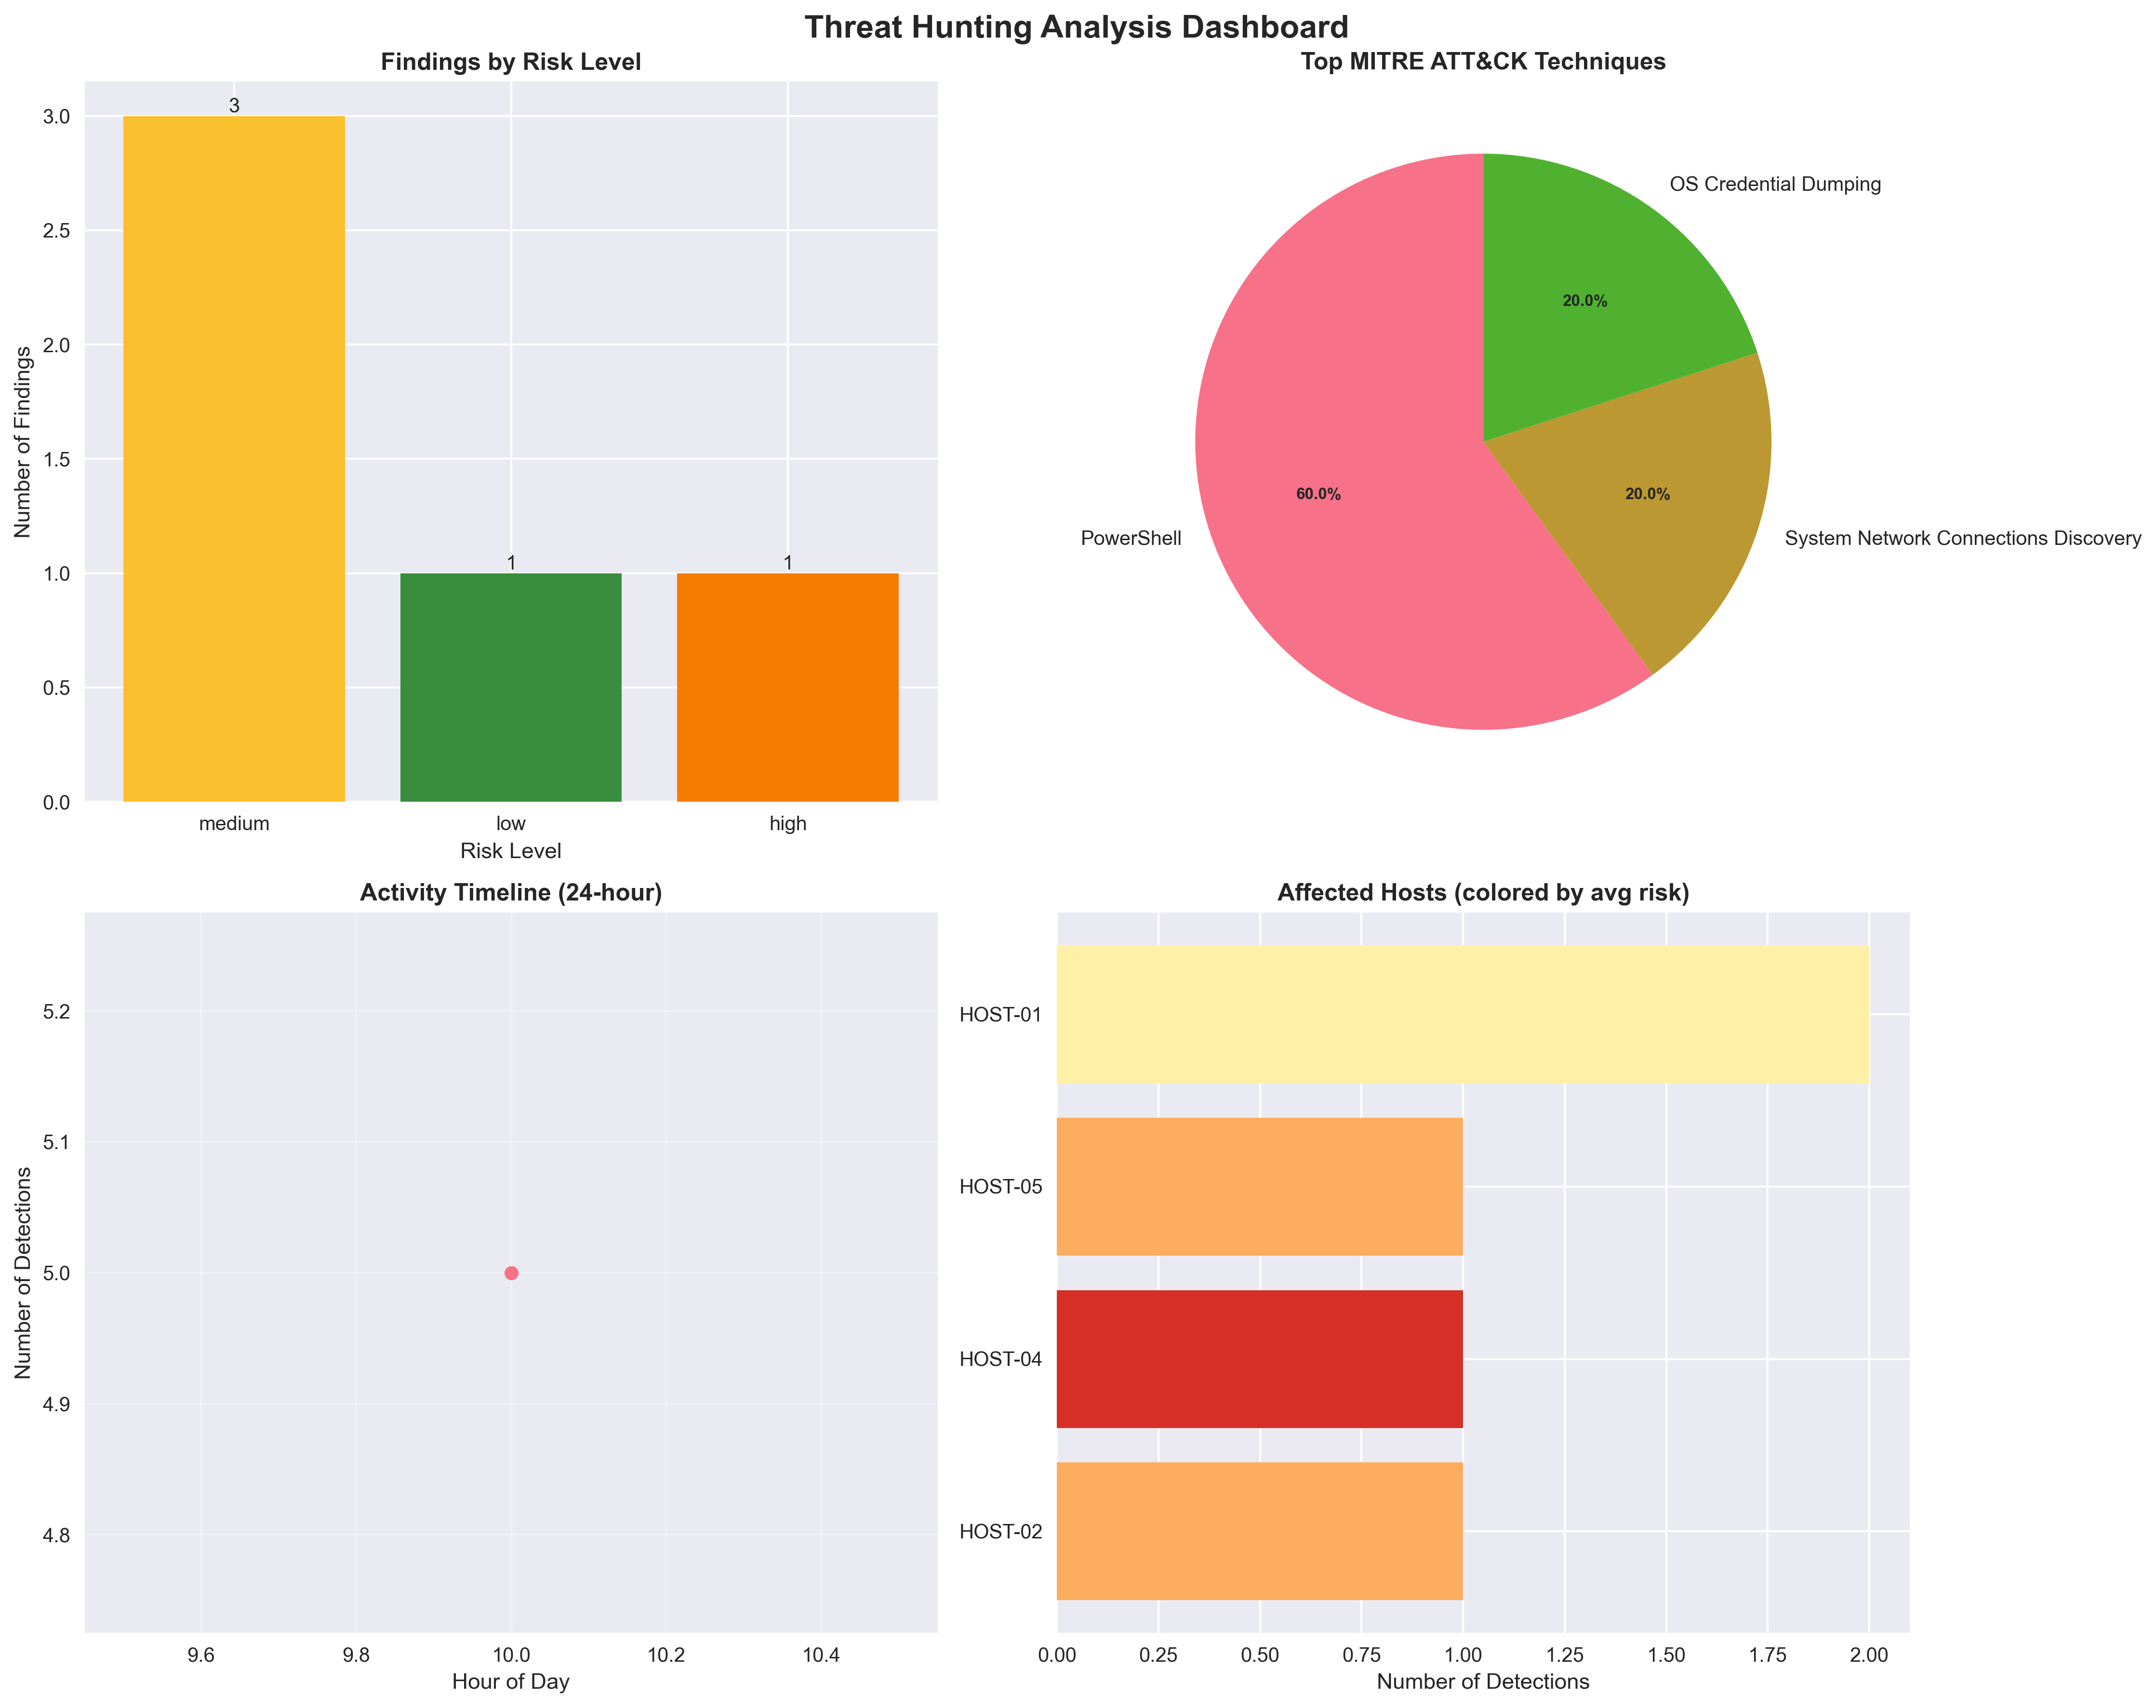 Threat Hunting Analysis Dashboard
Findings by Risk Level
3
1
1
3.0
2.5
2.0
1.5
1.0
0.5
0.0
Number of Findings
medium low high
Risk Level
Top MITRE ATT&CK Techniques
OS Credential Dumping
20.0%
60.0%
20.0%
PowerShell
System Network Connections Discovery
Activity Timeline (24-hour)
5.2
5.1
5.0
4.9
4.8
Number of Detections
9.6 9.8 10.0 10.2 10.4
Hour of Day
Affected Hosts (colored by avg risk)
HOST-01
HOST-05
HOST-04
HOST-02
0.00 0.25 0.50 0.75 1.00 1.25 1.50 1.75 2.00
Number of Detections